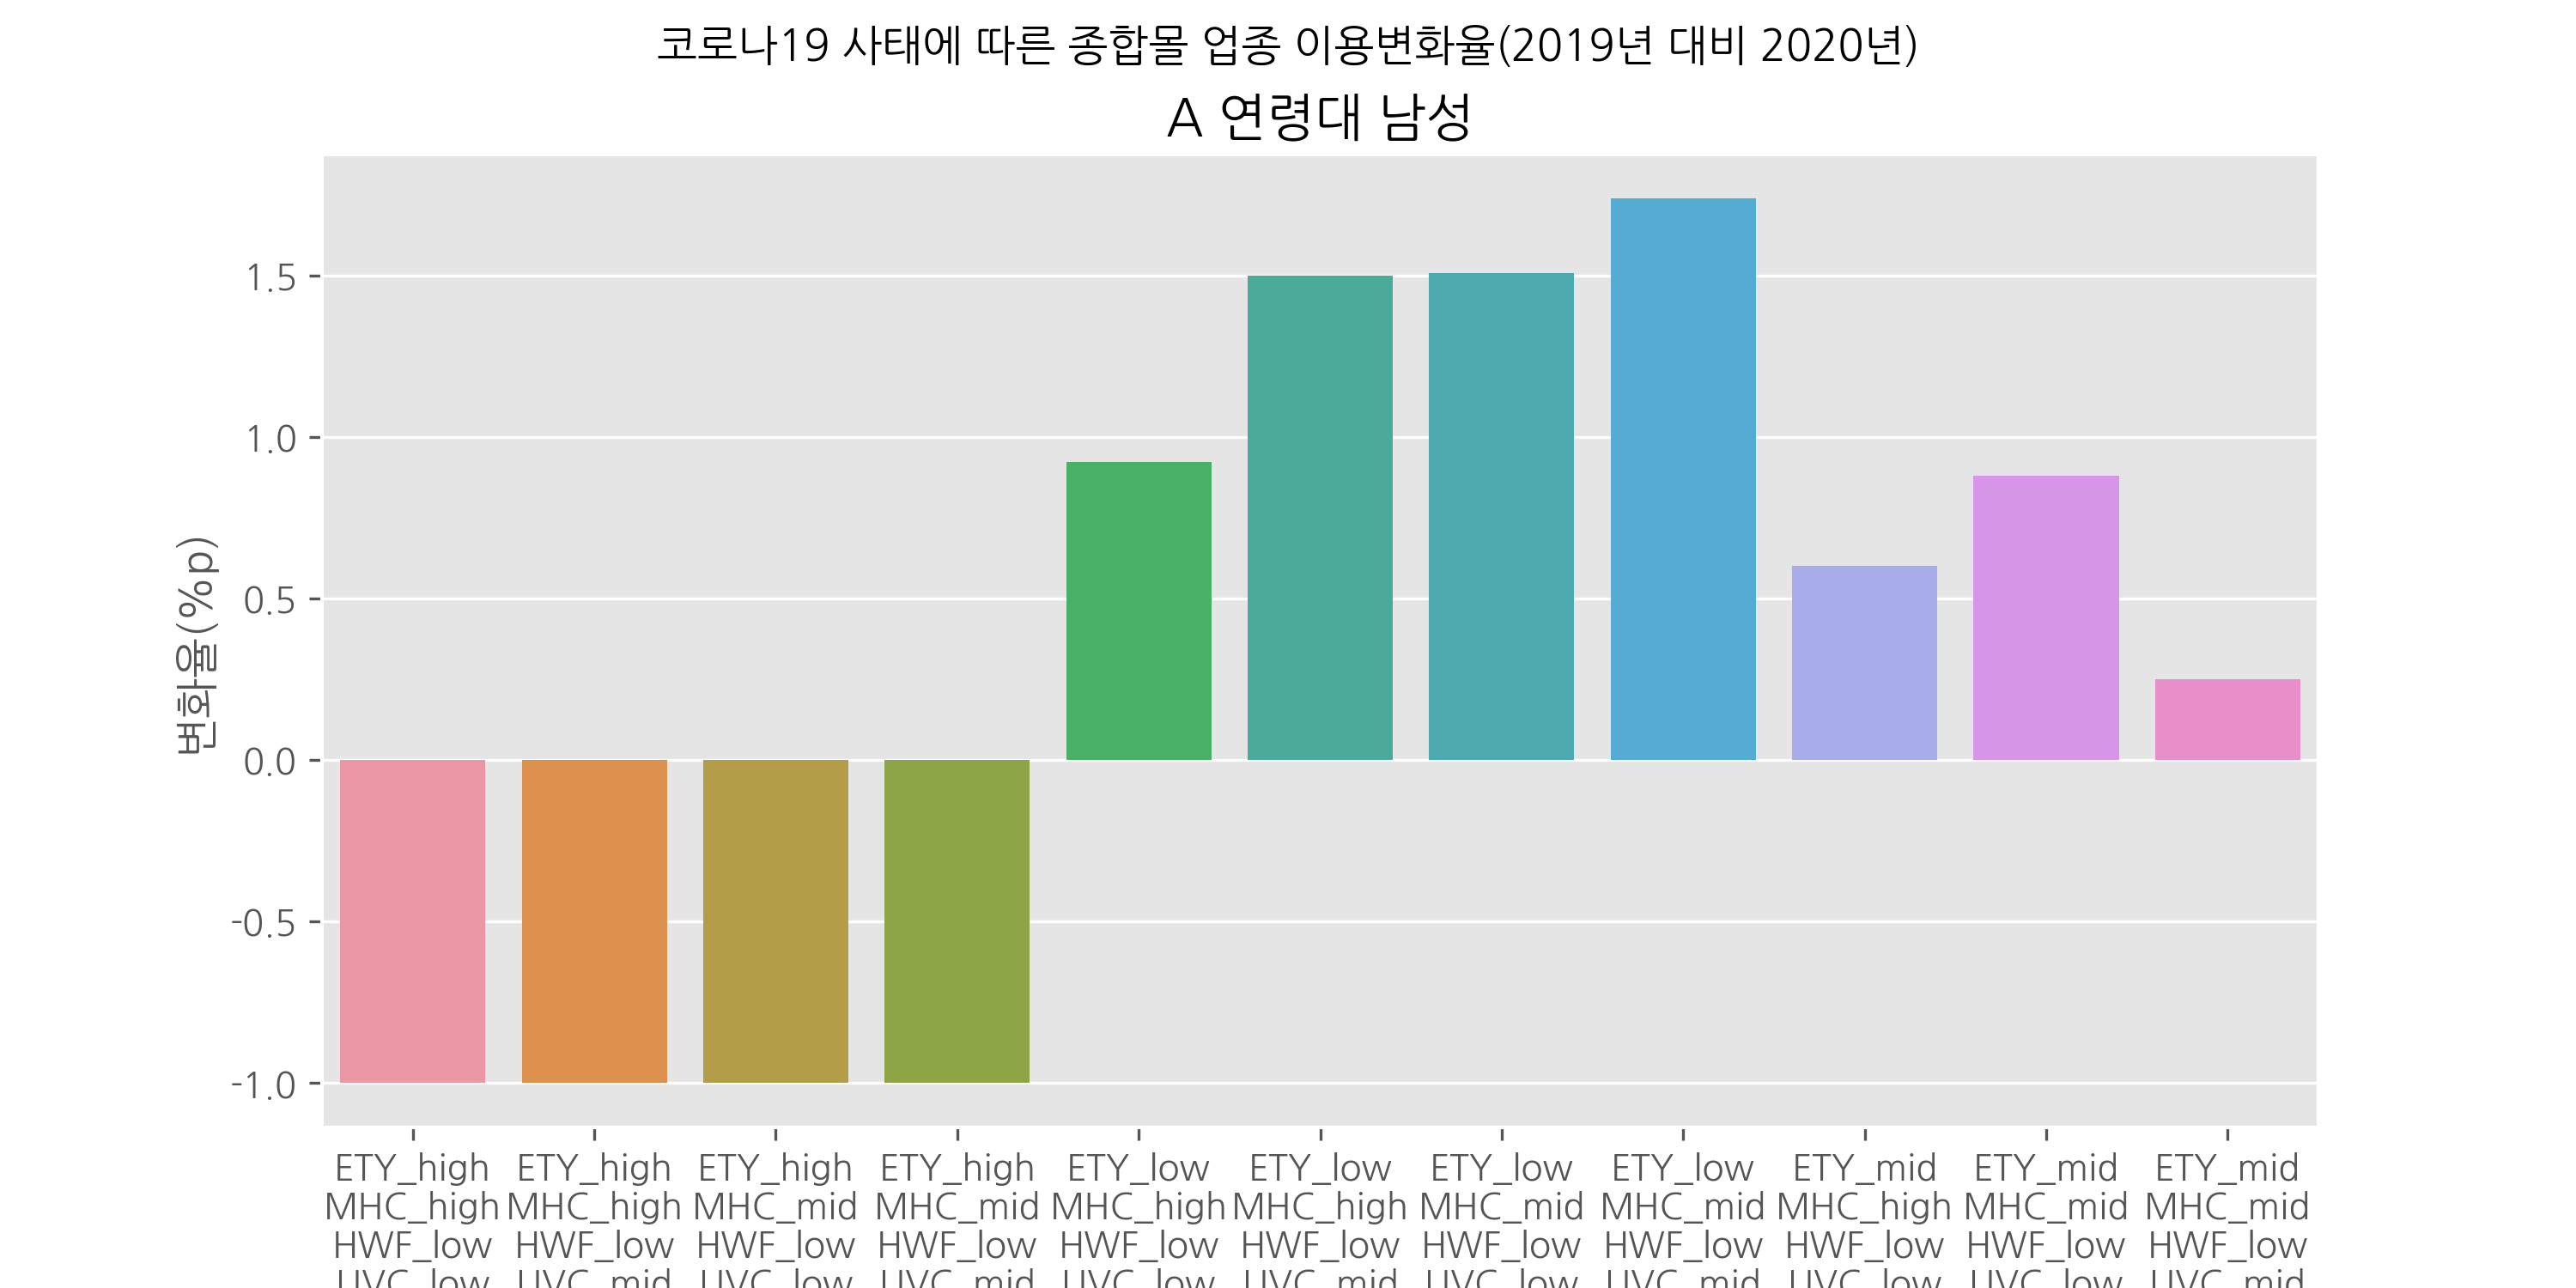 코로나19 사태에 따른 종합몰 업종 이용변화율(2019년 대비 2020년)
A 연령대 남성
변화율(%p)
1.5
1.0
0.5
0.0
-0.5
-1.0
ETY_high ETY_high ETY_high ETY_high ETY_low ETY_low ETY_low ETY_low ETY_mid ETY_mid ETY_mid
MHC_high MHC_high MHC_mid MHC_mid MHC_high MHC_high MHC_mid MHC_mid MHC_high MHC_mid MHC_mid
HWF_low HWF_low HWF_low HWF_low HWF_low HWF_low HWF_low HWF_low HWF_low HWF_low HWF_low